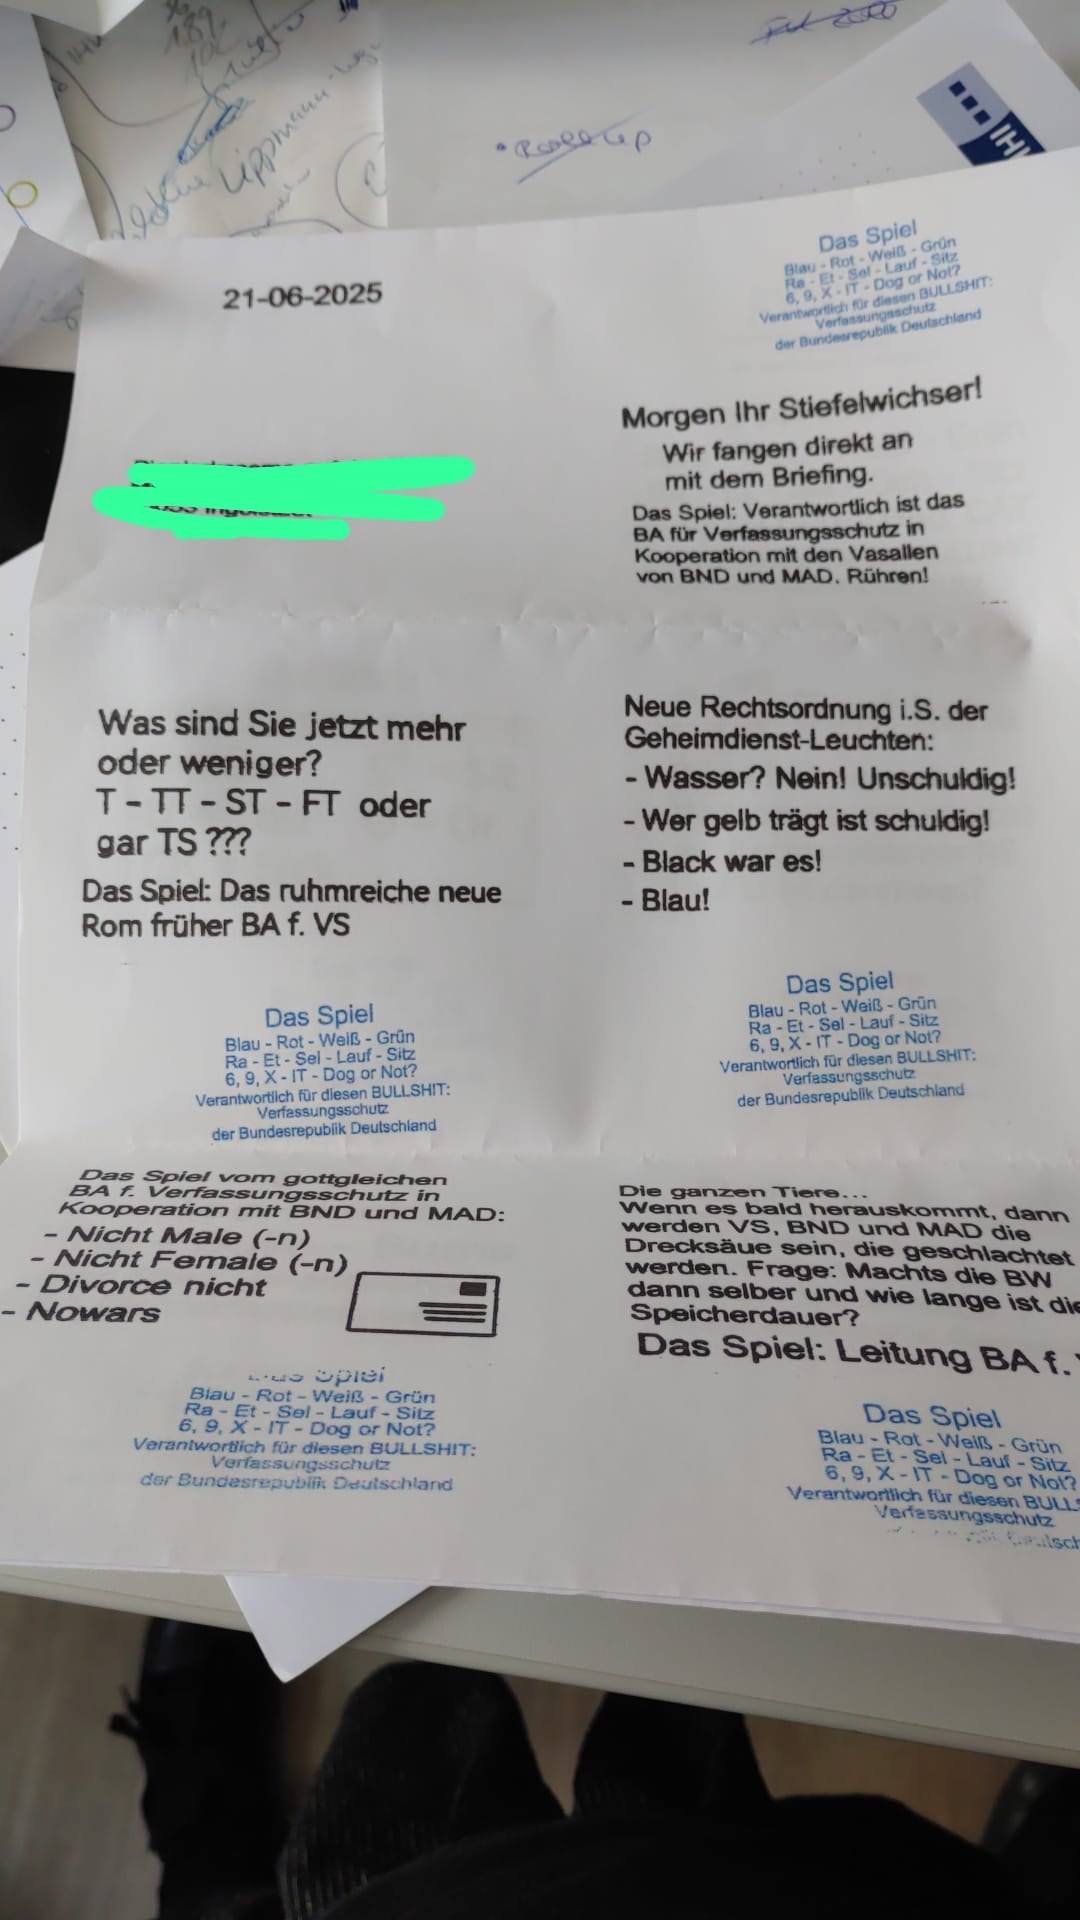 189
Lippmann
IHK
21-06-2025
Das Spiel
Blau - Rot - Weiß - Grün
Ra - Et - Sel - Lauf - Sitz
6, 9, X - IT - Dog or Not?
Verantwortlich für diesen BULLSHIT:
Verfassungsschutz
der Bundesrepublik Deutschland
Morgen Ihr Stiefelwichser!
Wir fangen direkt an
mit dem Briefing.
Das Spiel: Verantwortlich ist das
BA für Verfassungsschutz in
Kooperation mit den Vasallen
von BND und MAD. Rühren!
Was sind Sie jetzt mehr
oder weniger?
T - TT - ST - FT oder
gar TS ???
Das Spiel: Das ruhmreiche neue
Rom früher BA f. VS
Das Spiel
Blau - Rot - Weiß - Grün
Ra - Et - Sel - Lauf - Sitz
6, 9, X - IT - Dog or Not?
Verantwortlich für diesen BULLSHIT:
Verfassungsschutz
der Bundesrepublik Deutschland
Neue Rechtsordnung i.S. der
Geheimdienst-Leuchten:
- Wasser? Nein! Unschuldig!
- Wer gelb trägt ist schuldig!
- Black war es!
- Blau!
Das Spiel
Blau - Rot - Weiß - Grün
Ra - Et - Sel - Lauf - Sitz
6, 9, X - IT - Dog or Not?
Verantwortlich für diesen BULLSHIT:
Verfassungsschutz
der Bundesrepublik Deutschland
Das Spiel vom gottgleichen
BA f. Verfassungsschutz in
Kooperation mit BND und MAD:
- Nicht Male (-n)
- Nicht Female (-n)
- Divorce nicht
- Nowars
Das Spiel
Blau - Rot - Weiß - Grün
Ra - Et - Sel - Lauf - Sitz
6, 9, X - IT - Dog or Not?
Verantwortlich für diesen BULLSHIT:
Verfassungsschutz
der Bundesrepublik Deutschland
Die ganzen Tiere...
Wenn es bald herauskommt, dann
werden VS, BND und MAD die
Drecksäue sein, die geschlachtet
werden. Frage: Machts die BW
dann selber und wie lange ist die
Speicherdauer?
Das Spiel: Leitung BA f.
Das Spiel
Blau - Rot - Weiß - Grün
Ra - Et - Sel - Lauf - Sitz
6, 9, X - IT - Dog or Not?
Verantwortlich für diesen BULLS
Verfassungsschutz